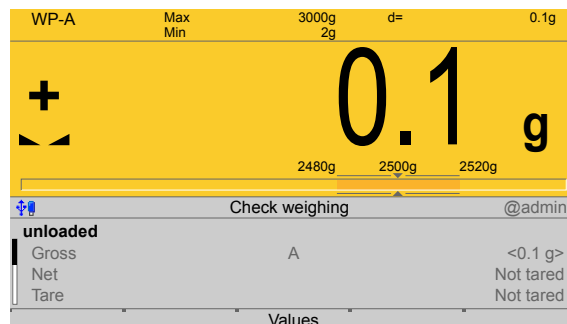 WP-A Max 3000g d= 0.1g
Min 2g
+ 0.1 g
2480g 2500g 2520g
Check weighing @admin
unloaded
Gross A <0.1 g>
Net Not tared
Tare Not tared
Values